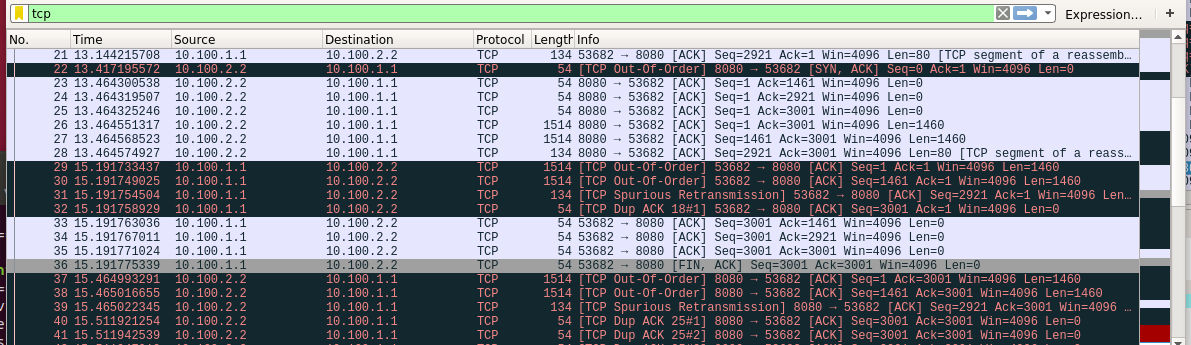 tcp Expression... +
No. Time Source Destination Protocol Length Info
21 13.144215708 10.100.1.1 10.100.2.2 TCP 134 53682 → 8080 [ACK] Seq=2921 Ack=1 Win=4096 Len=80 [TCP segment of a reassemb...
22 13.417195572 10.100.2.2 10.100.1.1 TCP 54 [TCP Out-Of-Order] 8080 → 53682 [SYN, ACK] Seq=0 Ack=1 Win=4096 Len=0
23 13.464300538 10.100.2.2 10.100.1.1 TCP 54 8080 → 53682 [ACK] Seq=1 Ack=1461 Win=4096 Len=0
24 13.464319507 10.100.2.2 10.100.1.1 TCP 54 8080 → 53682 [ACK] Seq=1 Ack=2921 Win=4096 Len=0
25 13.464325246 10.100.2.2 10.100.1.1 TCP 54 8080 → 53682 [ACK] Seq=1 Ack=3001 Win=4096 Len=0
26 13.464551317 10.100.2.2 10.100.1.1 TCP 1514 8080 → 53682 [ACK] Seq=1 Ack=3001 Win=4096 Len=1460
27 13.464568523 10.100.2.2 10.100.1.1 TCP 1514 8080 → 53682 [ACK] Seq=1461 Ack=3001 Win=4096 Len=1460
28 13.464574927 10.100.2.2 10.100.1.1 TCP 134 8080 → 53682 [ACK] Seq=2921 Ack=3001 Win=4096 Len=80 [TCP segment of a reass...
29 15.191733437 10.100.1.1 10.100.2.2 TCP 1514 [TCP Out-Of-Order] 53682 → 8080 [ACK] Seq=1 Ack=1 Win=4096 Len=1460
30 15.191749025 10.100.1.1 10.100.2.2 TCP 1514 [TCP Out-Of-Order] 53682 → 8080 [ACK] Seq=1461 Ack=1 Win=4096 Len=1460
31 15.191754504 10.100.1.1 10.100.2.2 TCP 134 [TCP Spurious Retransmission] 53682 → 8080 [ACK] Seq=2921 Ack=1 Win=4096 Len...
32 15.191758929 10.100.1.1 10.100.2.2 TCP 54 [TCP Dup ACK 18#1] 53682 → 8080 [ACK] Seq=3001 Ack=1 Win=4096 Len=0
33 15.191763036 10.100.1.1 10.100.2.2 TCP 54 53682 → 8080 [ACK] Seq=3001 Ack=1461 Win=4096 Len=0
34 15.191767011 10.100.1.1 10.100.2.2 TCP 54 53682 → 8080 [ACK] Seq=3001 Ack=2921 Win=4096 Len=0
35 15.191771024 10.100.1.1 10.100.2.2 TCP 54 53682 → 8080 [ACK] Seq=3001 Ack=3001 Win=4096 Len=0
36 15.191775339 10.100.1.1 10.100.2.2 TCP 54 53682 → 8080 [FIN, ACK] Seq=3001 Ack=3001 Win=4096 Len=0
37 15.464993291 10.100.2.2 10.100.1.1 TCP 1514 [TCP Out-Of-Order] 8080 → 53682 [ACK] Seq=1 Ack=3001 Win=4096 Len=1460
38 15.465016655 10.100.2.2 10.100.1.1 TCP 1514 [TCP Out-Of-Order] 8080 → 53682 [ACK] Seq=1461 Ack=3001 Win=4096 Len=1460
39 15.465022345 10.100.2.2 10.100.1.1 TCP 134 [TCP Spurious Retransmission] 8080 → 53682 [ACK] Seq=2921 Ack=3001 Win=4096 ...
40 15.511921254 10.100.2.2 10.100.1.1 TCP 54 [TCP Dup ACK 25#1] 8080 → 53682 [ACK] Seq=3001 Ack=3001 Win=4096 Len=0
41 15.511942539 10.100.2.2 10.100.1.1 TCP 54 [TCP Dup ACK 25#2] 8080 → 53682 [ACK] Seq=3001 Ack=3001 Win=4096 Len=0